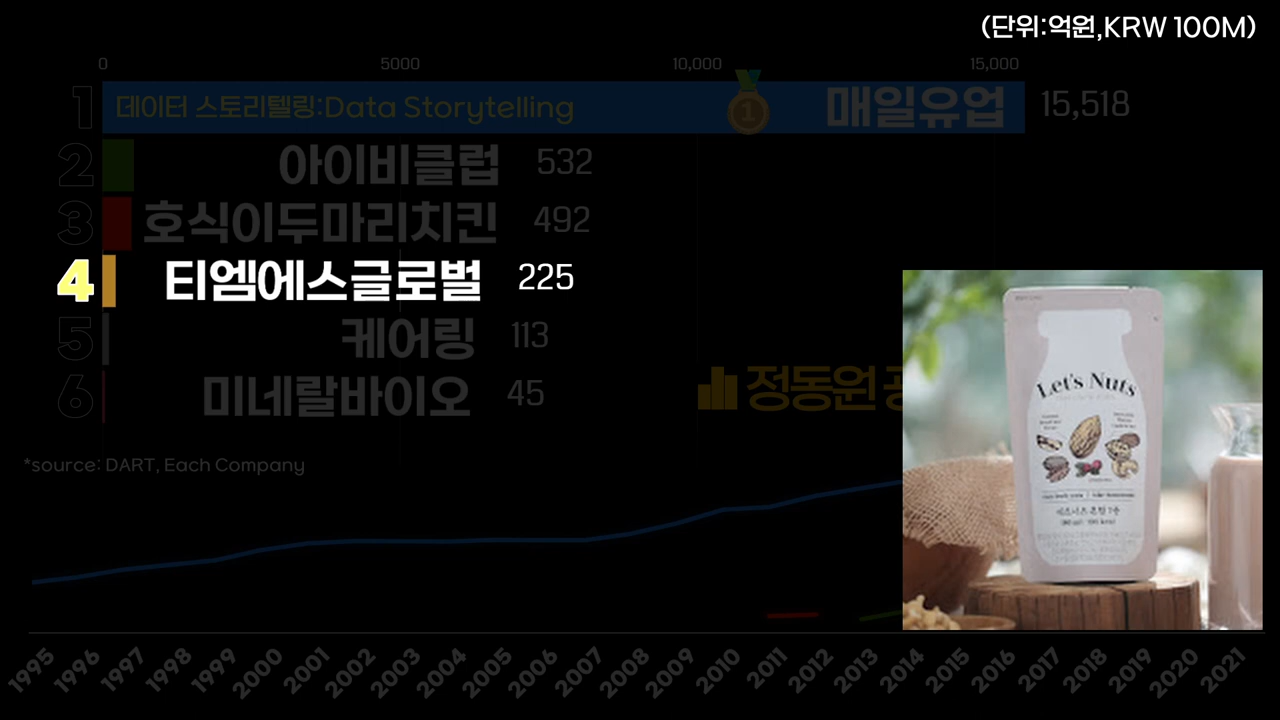 (단위:억원,KRW 100M)
0 5000 10,000 15,000
1 데이터 스토리텔링:Data Storytelling 1 매일유업 15,518
2 아이비클럽 532
3 호식이두마리치킨 492
4 티엠에스글로벌 225
5 케어링 113
6 미네랄바이오 45
정동원
*source: DART, Each Company
Let's Nuts
1995 1996 1997 1998 1999 2000 2001 2002 2003 2004 2005 2006 2007 2008 2009 2010 2011 2012 2013 2014 2015 2016 2017 2018 2019 2020 2021